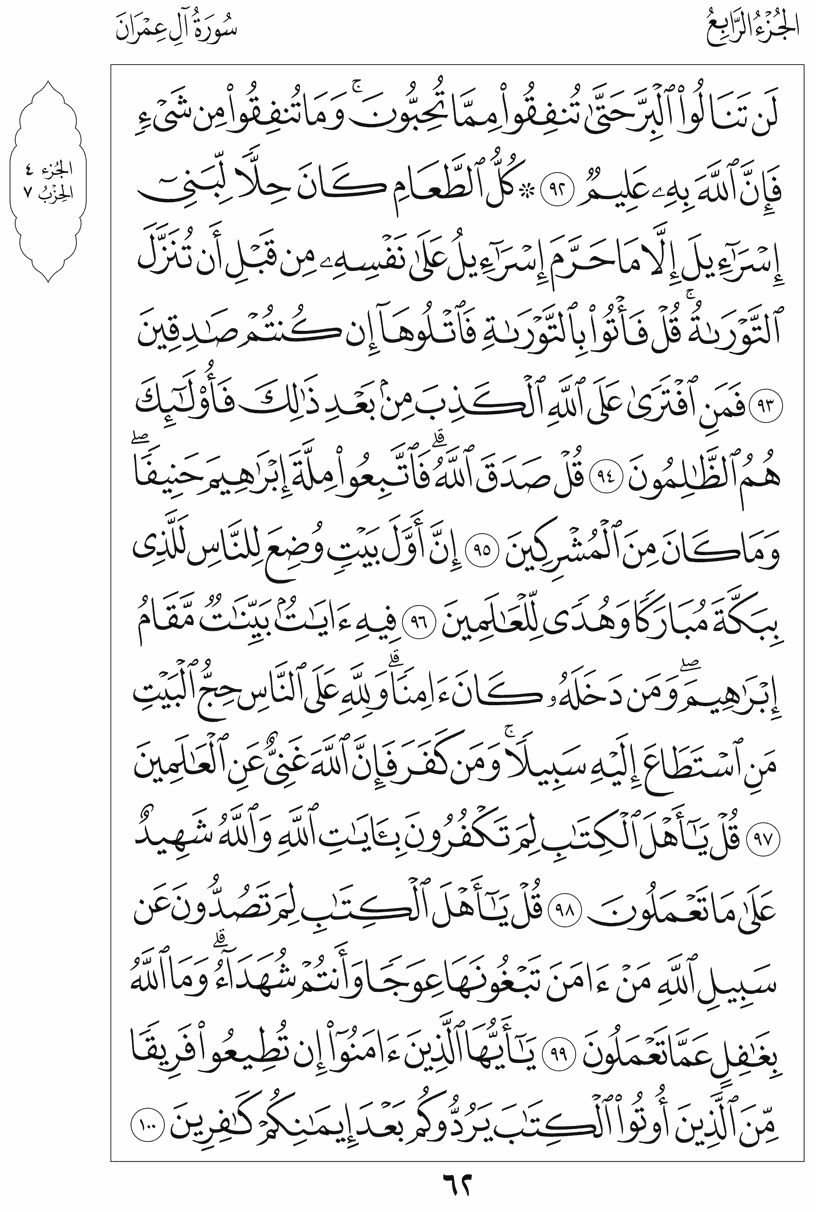 الجُزْءُ الرَّابِعُ
سُورَةُ آلِ عِمْرَانَ
لَن تَنَالُوا۟ ٱلْبِرَّ حَتَّىٰ تُنفِقُوا۟ مِمَّا تُحِبُّونَ ۚ وَمَا تُنفِقُوا۟ مِن شَىْءٍ
فَإِنَّ ٱللَّهَ بِهِۦ عَلِيمٌ ٩٢ ۞ كُلُّ ٱلطَّعَامِ كَانَ حِلًّا لِّبَنِىٓ
إِسْرَٰٓءِيلَ إِلَّا مَا حَرَّمَ إِسْرَٰٓءِيلُ عَلَىٰ نَفْسِهِۦ مِن قَبْلِ أَن تُنَزَّلَ
ٱلتَّوْرَىٰةُ ۚ قُلْ فَأْتُوا۟ بِٱلتَّوْرَىٰةِ فَٱتْلُوهَآ إِن كُنتُمْ صَٰدِقِينَ
٩٣ فَمَنِ ٱفْتَرَىٰ عَلَى ٱللَّهِ ٱلْكَذِبَ مِنۢ بَعْدِ ذَٰلِكَ فَأُو۟لَٰٓئِكَ
هُمُ ٱلظَّٰلِمُونَ ٩٤ قُلْ صَدَقَ ٱللَّهُ ۗ فَٱتَّبِعُوا۟ مِلَّةَ إِبْرَٰهِيمَ حَنِيفًا ۖ
وَمَا كَانَ مِنَ ٱلْمُشْرِكِينَ ٩٥ إِنَّ أَوَّلَ بَيْتٍ وُضِعَ لِلنَّاسِ لَلَّذِى
بِبَكَّةَ مُبَارَكًا وَهُدًى لِّلْعَٰلَمِينَ ٩٦ فِيهِ ءَايَٰتٌۢ بَيِّنَٰتٌ مَّقَامُ
إِبْرَٰهِيمَ ۖ وَمَن دَخَلَهُۥ كَانَ ءَامِنًا ۗ وَلِلَّهِ عَلَى ٱلنَّاسِ حِجُّ ٱلْبَيْتِ
مَنِ ٱسْتَطَاعَ إِلَيْهِ سَبِيلًا ۚ وَمَن كَفَرَ فَإِنَّ ٱللَّهَ غَنِىٌّ عَنِ ٱلْعَٰلَمِينَ
٩٧ قُلْ يَٰٓأَهْلَ ٱلْكِتَٰبِ لِمَ تَكْفُرُونَ بِـَٔايَٰتِ ٱللَّهِ وَٱللَّهُ شَهِيدٌ
عَلَىٰ مَا تَعْمَلُونَ ٩٨ قُلْ يَٰٓأَهْلَ ٱلْكِتَٰبِ لِمَ تَصُدُّونَ عَن
سَبِيلِ ٱللَّهِ مَنْ ءَامَنَ تَبْغُونَهَا عِوَجًا وَأَنتُمْ شُهَدَآءُ ۗ وَمَا ٱللَّهُ
بِغَٰفِلٍ عَمَّا تَعْمَلُونَ ٩٩ يَٰٓأَيُّهَا ٱلَّذِينَ ءَامَنُوٓا۟ إِن تُطِيعُوا۟ فَرِيقًا
مِّنَ ٱلَّذِينَ أُوتُوا۟ ٱلْكِتَٰبَ يَرُدُّوكُم بَعْدَ إِيمَٰنِكُمْ كَٰفِرِينَ ١٠٠
الجُزء ٤
الحِزْبُ ٧
٦٢